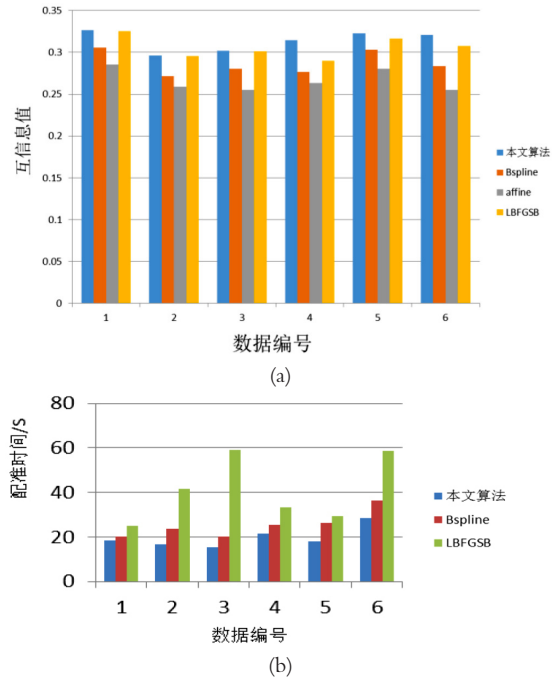 0.35
0.3
0.25
0.2
0.15
0.1
0.05
0
互信息值
1 2 3 4 5 6
数据编号
本文算法
Bspline
affine
LBFGSB
(a)
80
60
40
20
0
配准时间/S
1 2 3 4 5 6
数据编号
本文算法
Bspline
LBFGSB
(b)